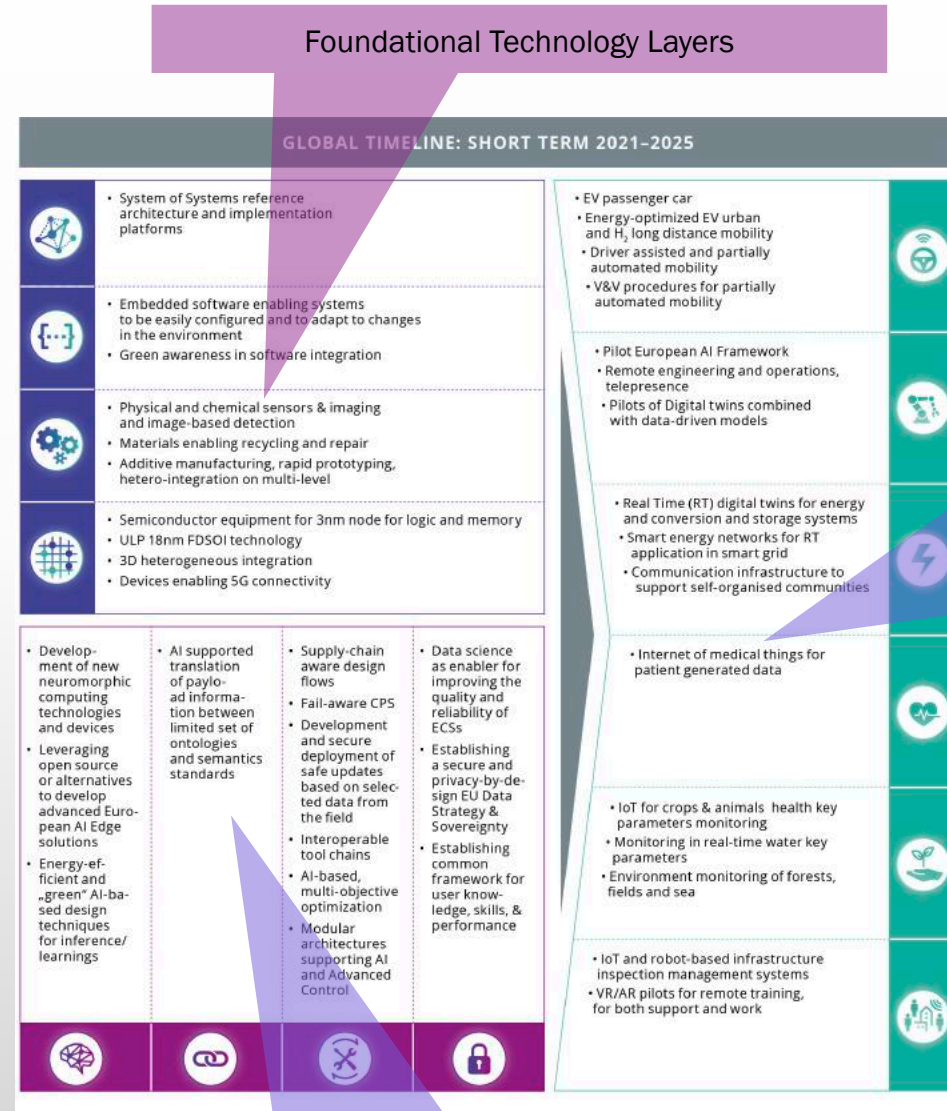 Foundational Technology Layers
GLOBAL TIMELINE: SHORT TERM 2021–2025
• System of Systems reference
architecture and implementation
platforms
• Embedded software enabling systems
to be easily configured and to adapt to changes
in the environment
• Green awareness in software integration
• Physical and chemical sensors & imaging
and image-based detection
• Materials enabling recycling and repair
• Additive manufacturing, rapid prototyping,
hetero-integration on multi-level
• Semiconductor equipment for 3nm node for logic and memory
• ULP 18nm FDSOI technology
• 3D heterogeneous integration
• Devices enabling 5G connectivity
• Develop-
ment of new
neuromorphic
computing
technologies
and devices
• Leveraging
open source
or alternatives
to develop
advanced Euro-
pean AI Edge
solutions
• Energy-ef-
ficient and
„green“ AI-ba-
sed design
techniques
for inference/
learnings
• AI supported
translation
of paylo-
ad informa-
tion between
limited set of
ontologies
and semantics
standards
• Supply-chain
aware design
flows
• Fail-aware CPS
• Development
and secure
deployment of
safe updates
based on selec-
ted data from
the field
• Interoperable
tool chains
• AI-based,
multi-objective
optimization
• Modular
architectures
supporting AI
and Advanced
Control
• Data science
as enabler for
improving the
quality and
reliability of
ECSs
• Establishing
a secure and
privacy-by-de-
sign EU Data
Strategy &
Sovereignty
• Establishing
common
framework for
user know-
ledge, skills, &
performance
• EV passenger car
• Energy-optimized EV urban
and H₂ long distance mobility
• Driver assisted and partially
automated mobility
• V&V procedures for partially
automated mobility
• Pilot European AI Framework
• Remote engineering and operations,
telepresence
• Pilots of Digital twins combined
with data-driven models
• Real Time (RT) digital twins for energy
and conversion and storage systems
• Smart energy networks for RT
application in smart grid
• Communication infrastructure to
support self-organised communities
• Internet of medical things for
patient generated data
• IoT for crops & animals health key
parameters monitoring
• Monitoring in real-time water key
parameters
• Environment monitoring of forests,
fields and sea
• IoT and robot-based infrastructure
inspection management systems
• VR/AR pilots for remote training,
for both support and work